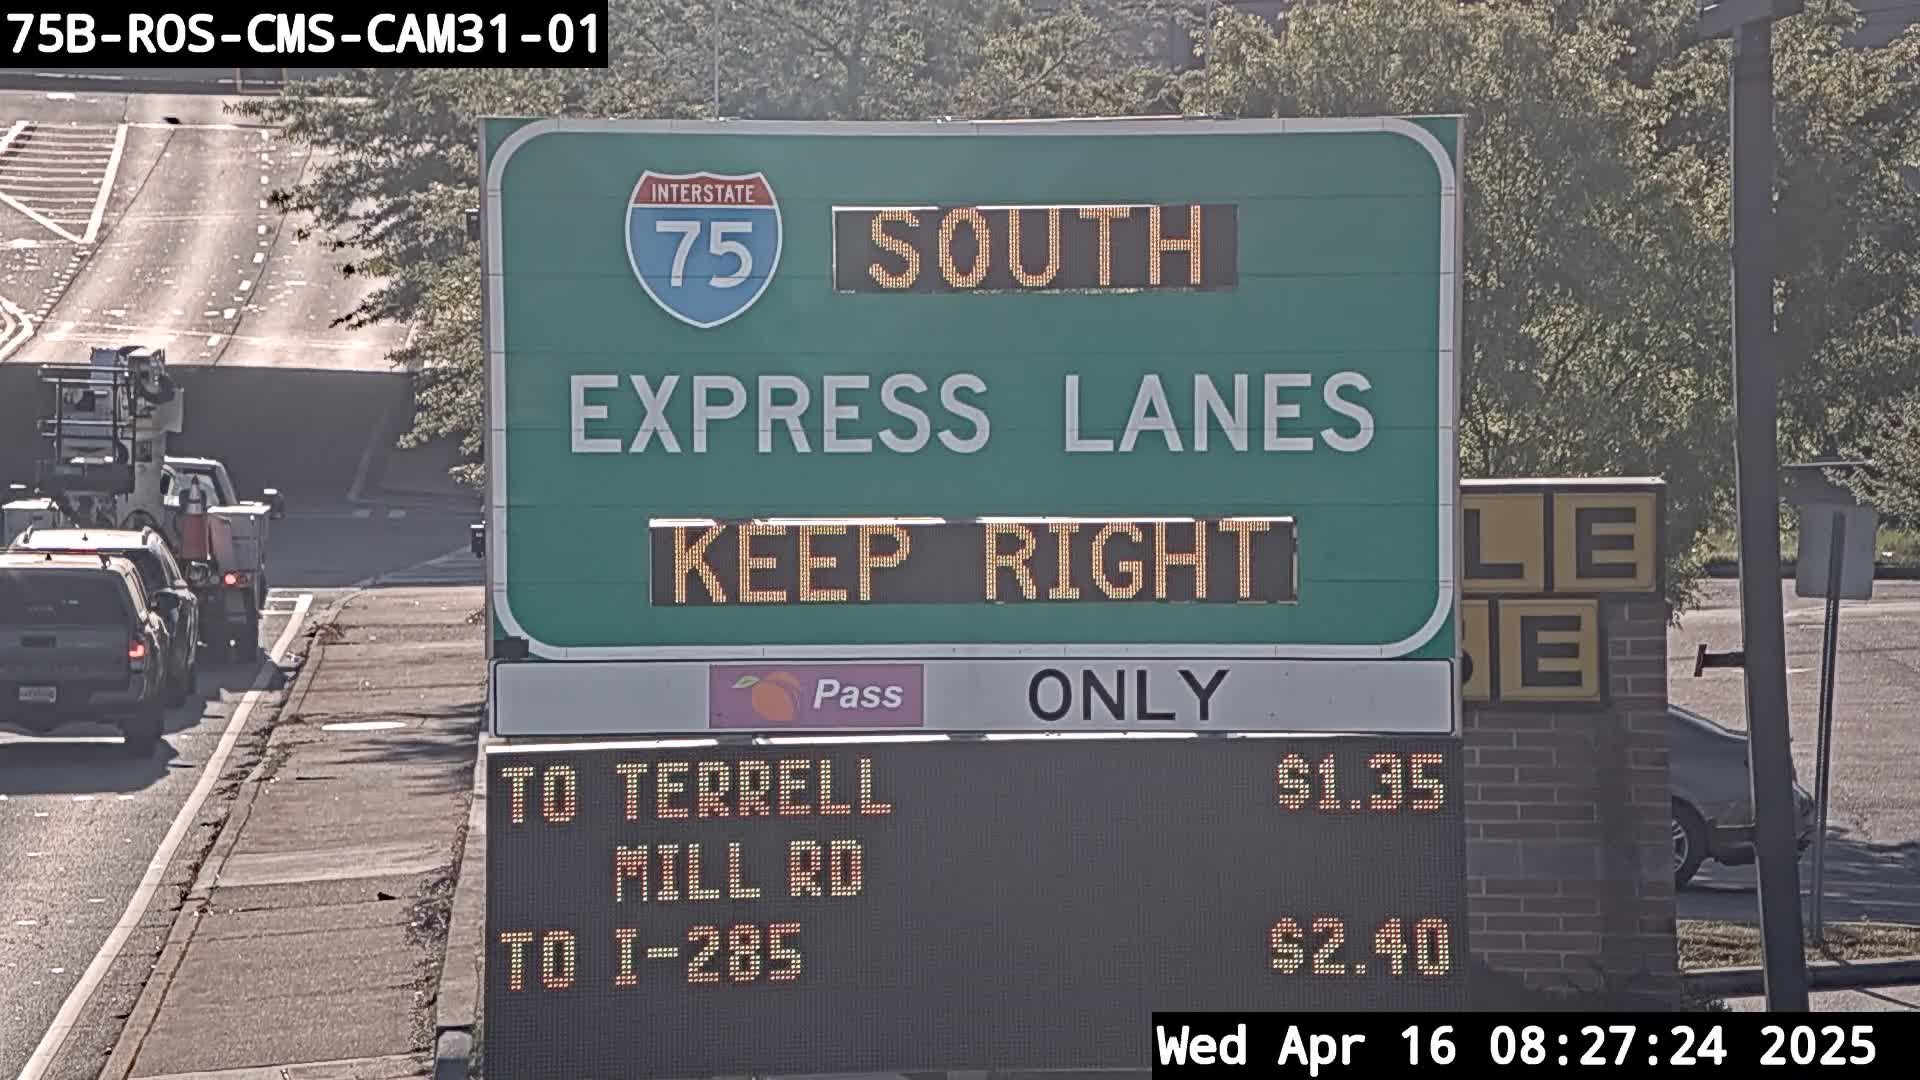 75B-ROS-CMS-CAM31-01
INTERSTATE
75
SOUTH
EXPRESS LANES
KEEP RIGHT
Pass ONLY
TO TERRELL $1.35
MILL RD
TO I-285 $2.40
LE
E
Wed Apr 16 08:27:24 2025